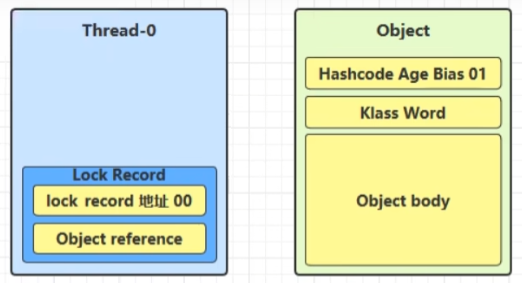 Thread-0
Lock Record
lock record 地址 00
Object reference
Object
Hashcode Age Bias 01
Klass Word
Object body